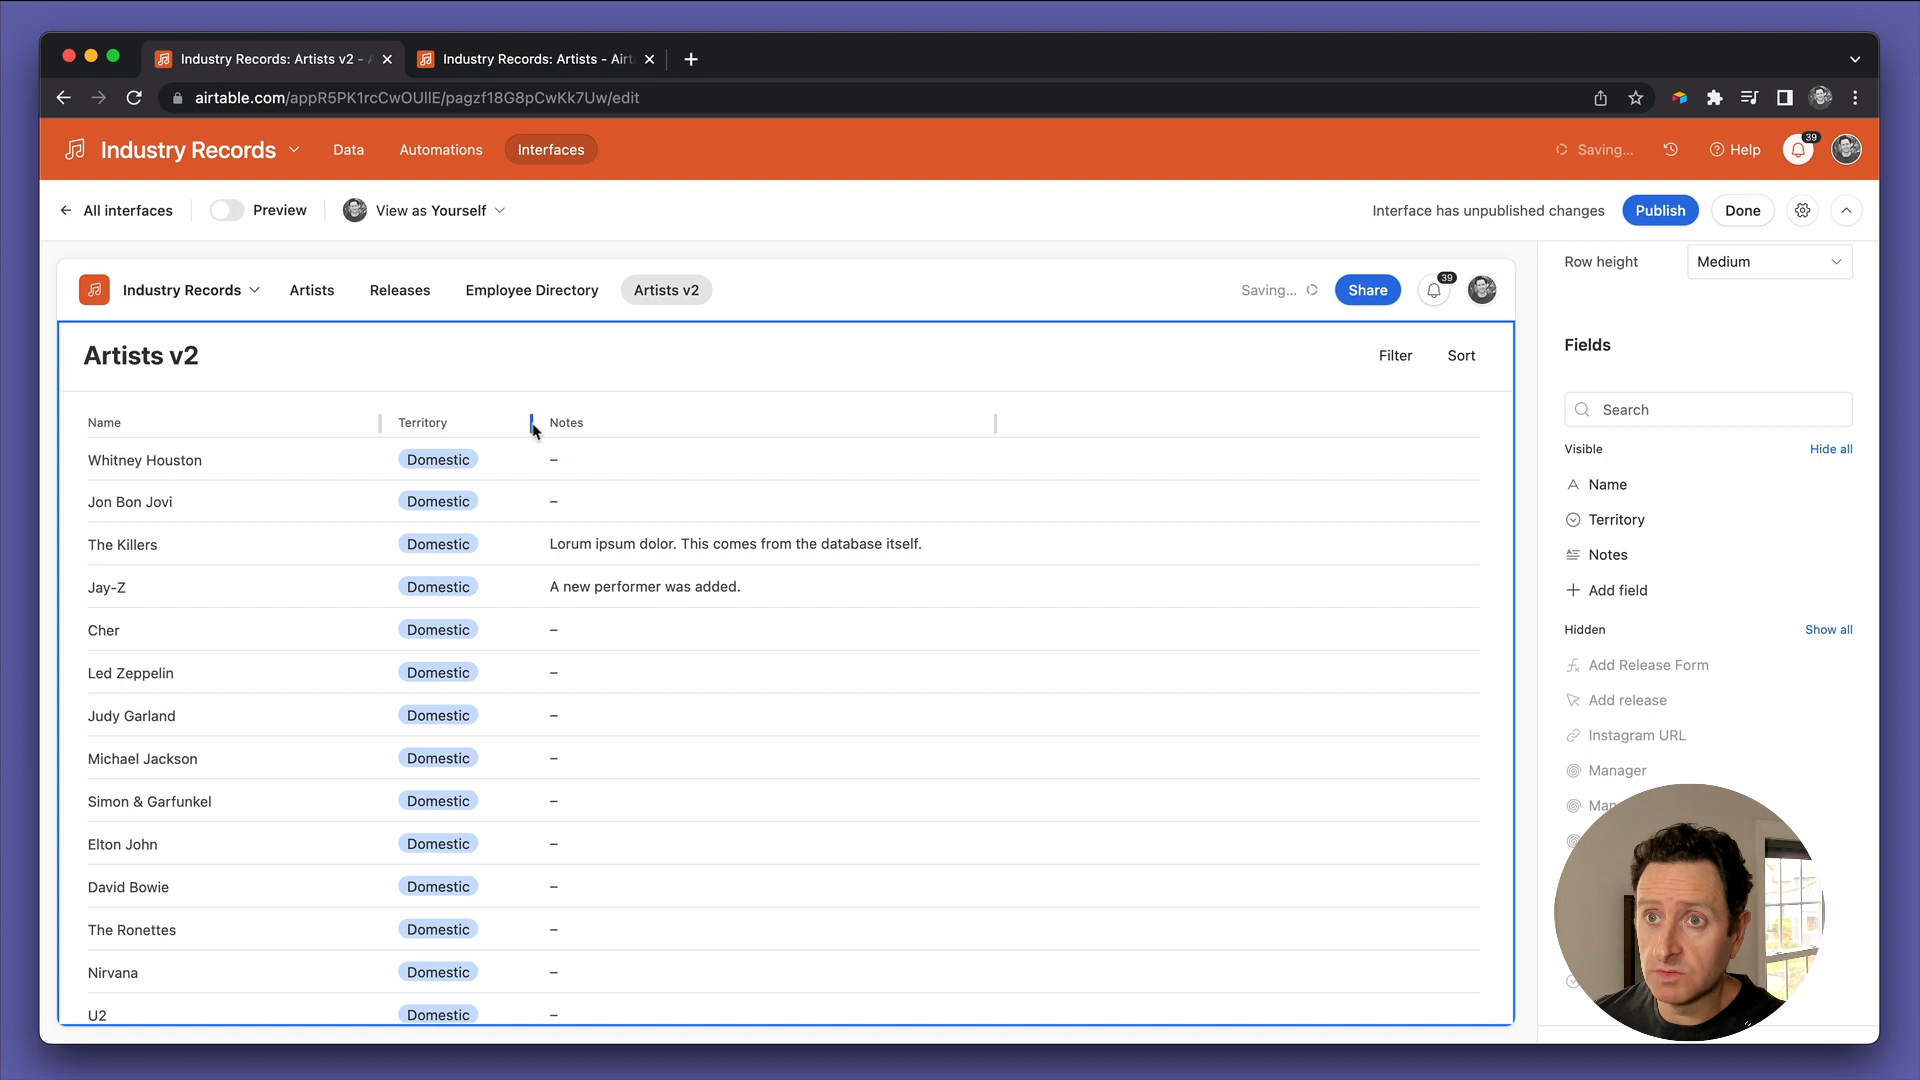 Industry Records: Artists v2 - A
Industry Records: Artists - Airt
airtable.com/appR5PK1rcCwOUIlE/pagzf18G8pCwKk7Uw/edit
Industry Records
Data
Automations
Interfaces
Saving...
Help
39
All interfaces
Preview
View as Yourself
Interface has unpublished changes
Publish
Done
Industry Records
Artists
Releases
Employee Directory
Artists v2
Saving...
Share
39
Artists v2
Filter
Sort
Name Territory Notes
Whitney Houston Domestic –
Jon Bon Jovi Domestic –
The Killers Domestic Lorum ipsum dolor. This comes from the database itself.
Jay-Z Domestic A new performer was added.
Cher Domestic –
Led Zeppelin Domestic –
Judy Garland Domestic –
Michael Jackson Domestic –
Simon & Garfunkel Domestic –
Elton John Domestic –
David Bowie Domestic –
The Ronettes Domestic –
Nirvana Domestic –
U2 Domestic –
Row height Medium
Fields
Search
Visible Hide all
Name
Territory
Notes
Add field
Hidden Show all
Add Release Form
Add release
Instagram URL
Manager